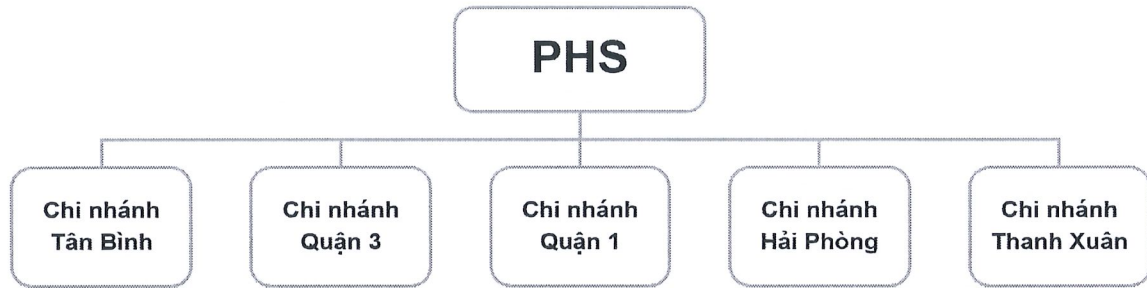 PHS
Chi nhánh
Tân Bình
Chi nhánh
Quận 3
Chi nhánh
Quận 1
Chi nhánh
Hải Phòng
Chi nhánh
Thanh Xuân